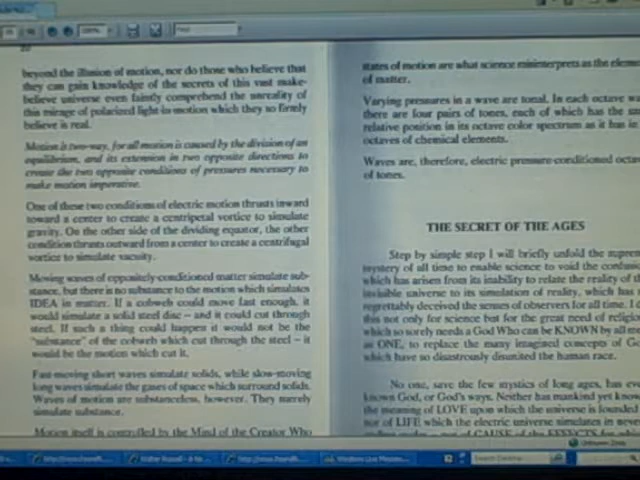 beyond the illusion of motion, nor do those who believe that
they can gain knowledge of the secrets of this vast make-
believe universe even faintly comprehend the unreality of
this mirage of polarized light-in-motion which they so firmly
believe is real.
Motion is two-way, for all motion is caused by the division of an
equilibrium, and its extension in two opposite directions to
create the two opposite conditions of pressures necessary to
make motion imperative.
One of these two conditions of electric motion thrusts inward
toward a center to create a centripetal vortice to simulate
gravity. On the other side of the dividing equator, the other
condition thrusts outward from a center to create a centrifugal
vortice to simulate vacuity.
Moving waves of oppositely-conditioned matter simulate sub-
stance, but there is no substance to the motion which simulates
IDEA in matter. If a cobweb could move fast enough, it
would simulate a solid steel disc – and it could cut through
steel. If such a thing could happen it would not be the
"substance" of the cobweb which cut through the steel – it
would be the motion which cut it.
Fast-moving short waves simulate solids, while slow-moving
long waves simulate the gases of space which surround solids.
Waves of motion are substanceless, however. They merely
simulate substance.
Motion itself is controlled by the Mind of the Creator Who
states of motion are what science misinterprets as the
of matter.
Varying pressures in a wave are tonal. In each octave
there are four pairs of tones, each of which has the
relative position in its octave color spectrum as it has in
octaves of chemical elements.
Waves are, therefore, electric pressure-conditioned
of tones.
THE SECRET OF THE AGES
Step by simple step I will briefly unfold the
mystery of all time to enable science to void the
which has arisen from its inability to relate the reality of
invisible universe to its simulation of reality, which has
regrettably deceived the senses of observers for all time. I
this not only for science but for the great need of
which so sorely needs a God Who can be KNOWN by all
as ONE, to replace the many imagined concepts of
which have so disastrously disunited the human race.
No one, save the few mystics of long ages, has
known God, or God's ways. Neither has mankind yet
the meaning of LOVE upon which the universe is
nor of LIFE which the electric universe simulates in
Search Desktop